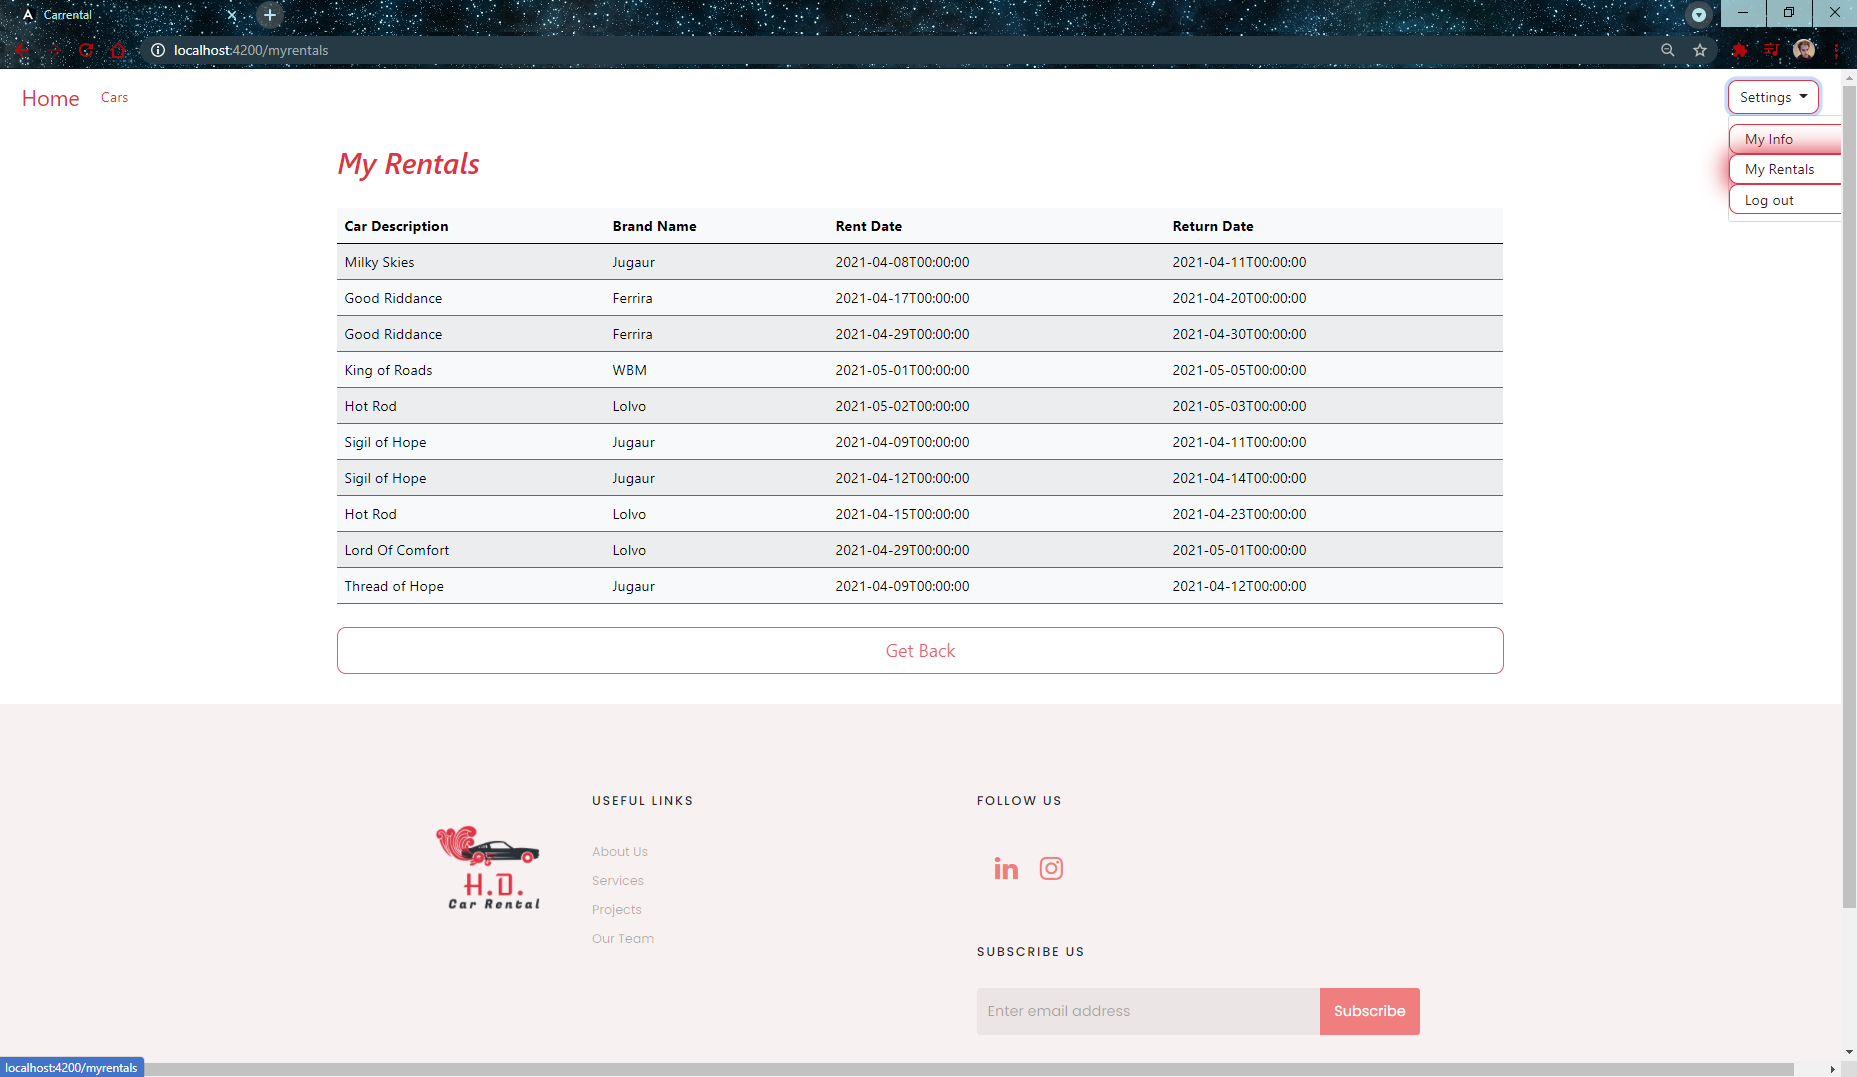 Carrental
localhost:4200/myrentals
Home Cars Settings
My Info
My Rentals
Log out
My Rentals
Car Description Brand Name Rent Date Return Date
Milky Skies Jugaur 2021-04-08T00:00:00 2021-04-11T00:00:00
Good Riddance Ferrira 2021-04-17T00:00:00 2021-04-20T00:00:00
Good Riddance Ferrira 2021-04-29T00:00:00 2021-04-30T00:00:00
King of Roads WBM 2021-05-01T00:00:00 2021-05-05T00:00:00
Hot Rod Lolvo 2021-05-02T00:00:00 2021-05-03T00:00:00
Sigil of Hope Jugaur 2021-04-09T00:00:00 2021-04-11T00:00:00
Sigil of Hope Jugaur 2021-04-12T00:00:00 2021-04-14T00:00:00
Hot Rod Lolvo 2021-04-15T00:00:00 2021-04-23T00:00:00
Lord Of Comfort Lolvo 2021-04-29T00:00:00 2021-05-01T00:00:00
Thread of Hope Jugaur 2021-04-09T00:00:00 2021-04-12T00:00:00
Get Back
H.D.
Car Rental
USEFUL LINKS
About Us
Services
Projects
Our Team
FOLLOW US
in
SUBSCRIBE US
Enter email address Subscribe
localhost:4200/myrentals